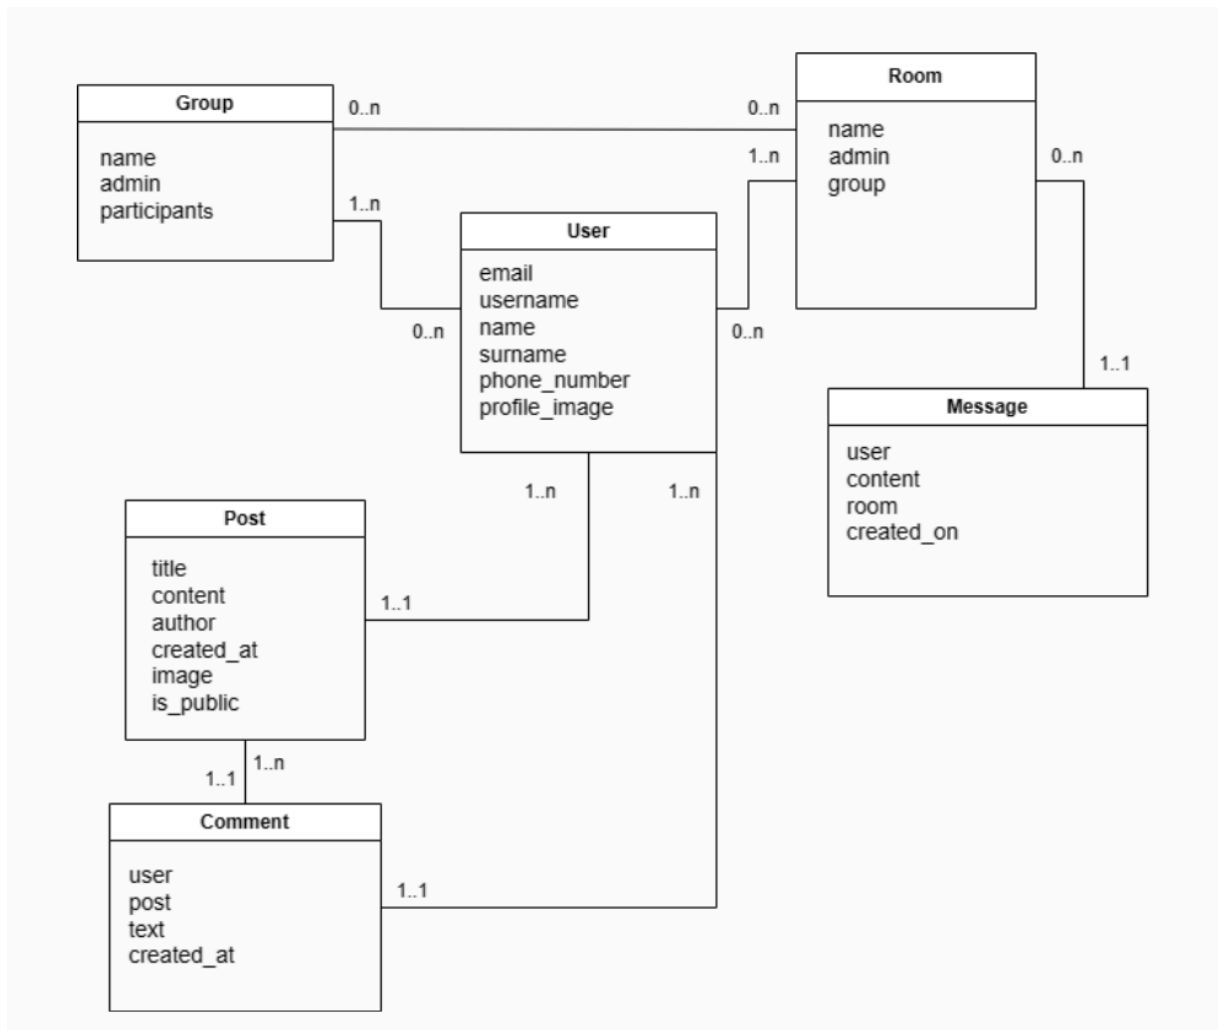 Group
name
admin
participants
0..n
0..n
1..n
Room
name
admin
group
1..n
0..n
User
email
username
name
surname
phone_number
profile_image
0..n
0..n
1..1
Message
user
content
room
created_on
1..n
1..n
Post
title
content
author
created_at
image
is_public
1..1
1..n
1..1
Comment
user
post
text
created_at
1..1